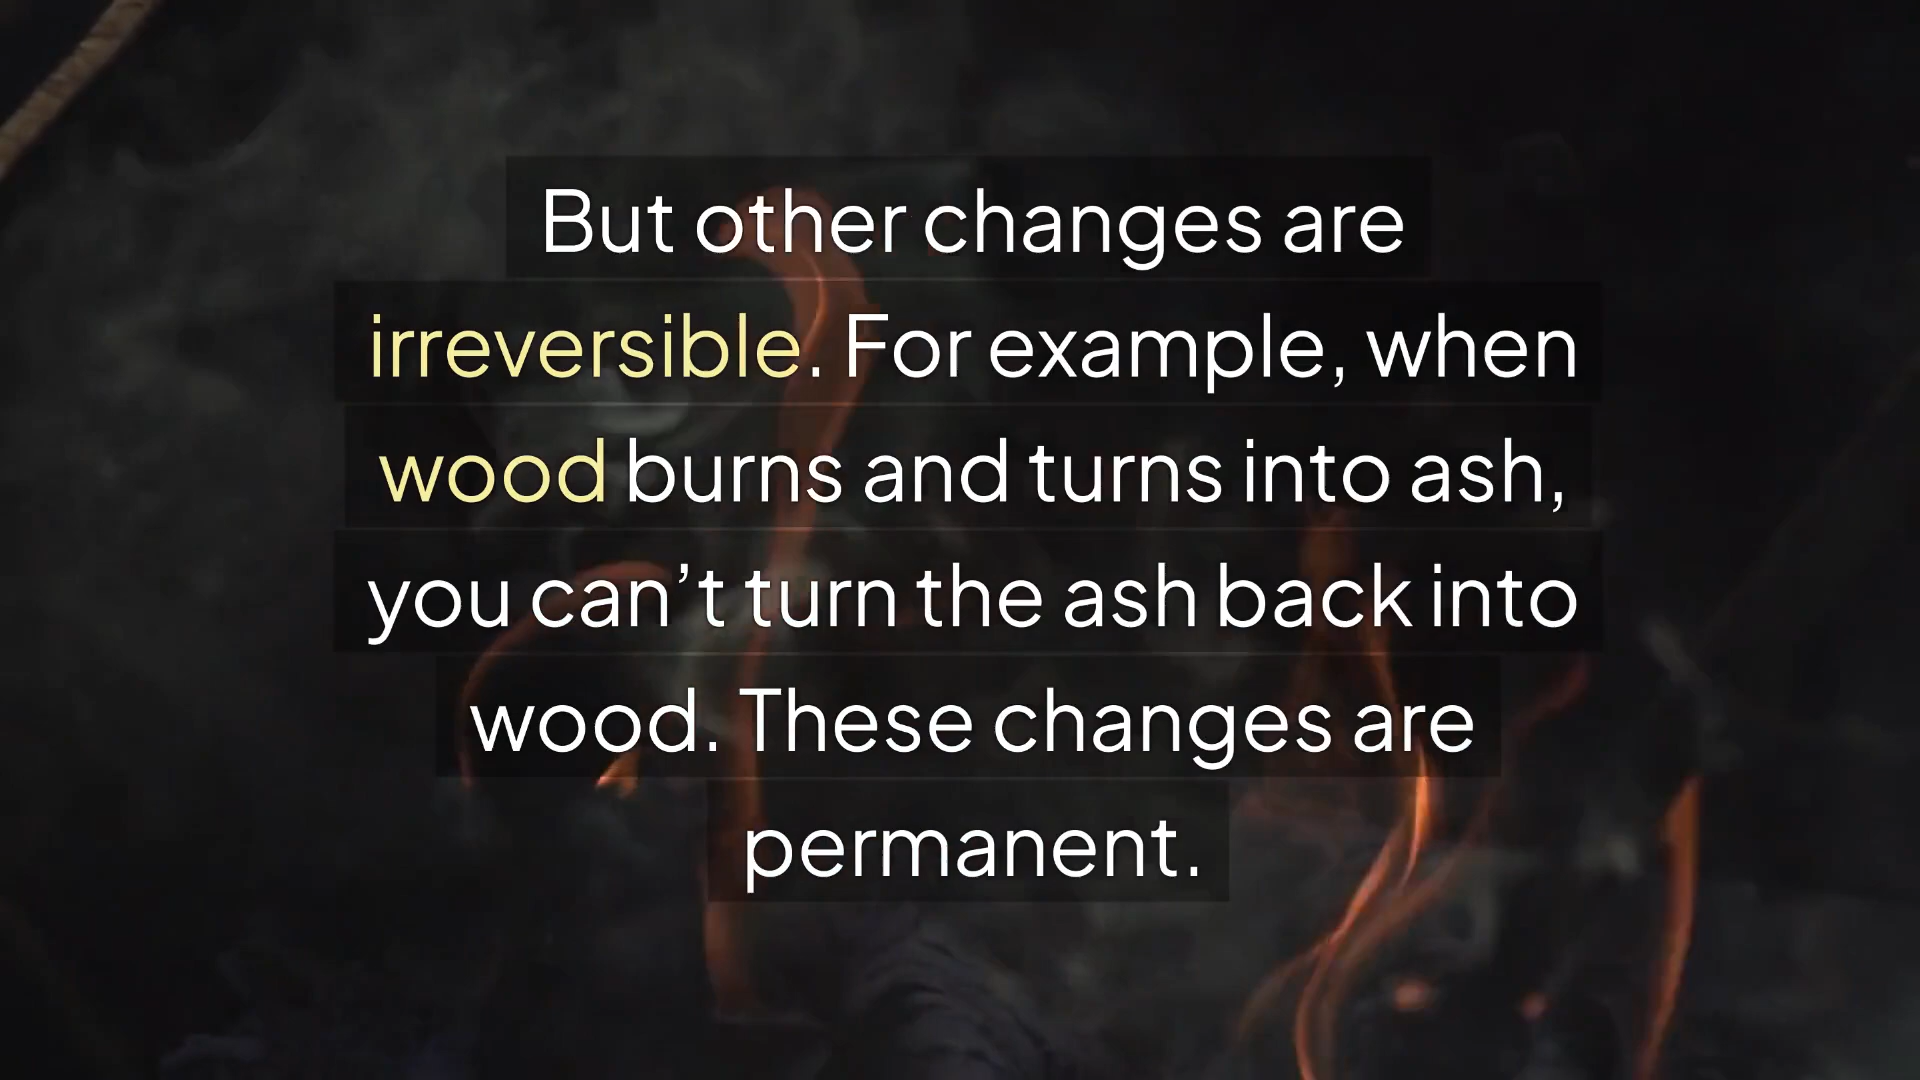 But other changes are
irreversible. For example, when
wood burns and turns into ash,
you can’t turn the ash back into
wood. These changes are
permanent.